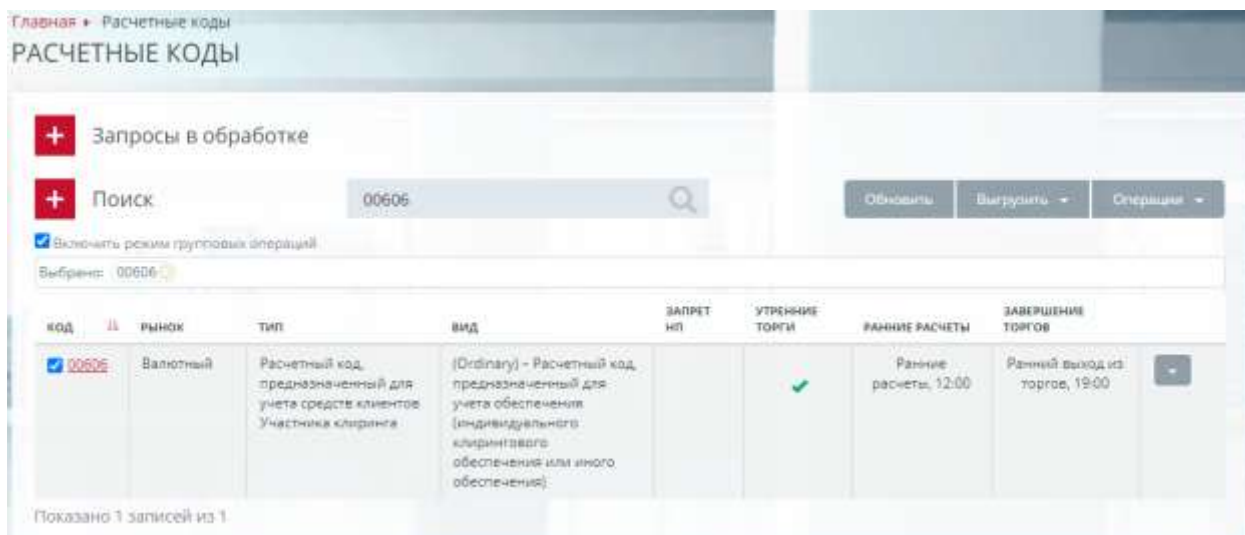 Главная ▸ Расчетные коды
РАСЧЕТНЫЕ КОДЫ
+ Запросы в обработке
+ Поиск 00606 Обновить Выгрузить Операции
Включить режим групповых операций
Выбрано: 00606
КОД РЫНОК ТИП ВИД ЗАПРЕТ НП УТРЕННИЕ ТОРГИ РАННИЕ РАСЧЕТЫ ЗАВЕРШЕНИЕ ТОРГОВ
00606 Валютный Расчетный код, (Ordinary) – Расчетный код, Ранние Ранний выход из
предназначенный для предназначенный для расчеты, 12:00 торгов, 19:00
учета средств клиентов учета обеспечения
Участника клиринга (индивидуального
клирингового
обеспечения или иного
обеспечения)
Показано 1 записей из 1